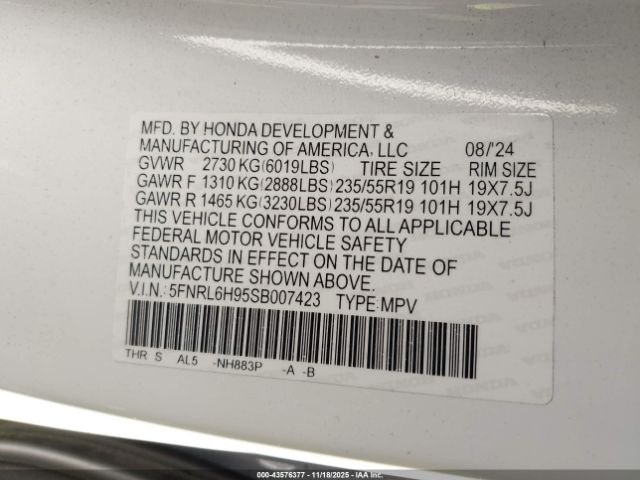 MFD. BY HONDA DEVELOPMENT &
MANUFACTURING OF AMERICA, LLC 08/'24
GVWR 2730 KG(6019LBS) TIRE SIZE RIM SIZE
GAWR F 1310 KG(2888LBS) 235/55R19 101H 19X7.5J
GAWR R 1465 KG(3230LBS) 235/55R19 101H 19X7.5J
THIS VEHICLE CONFORMS TO ALL APPLICABLE
FEDERAL MOTOR VEHICLE SAFETY
STANDARDS IN EFFECT ON THE DATE OF
MANUFACTURE SHOWN ABOVE.
V.I.N.: 5FNRL6H95SB007423 TYPE:MPV
THR S AL5 -NH883P -A -B
000-43576377 - 11/18/2025 - IAAI.COM